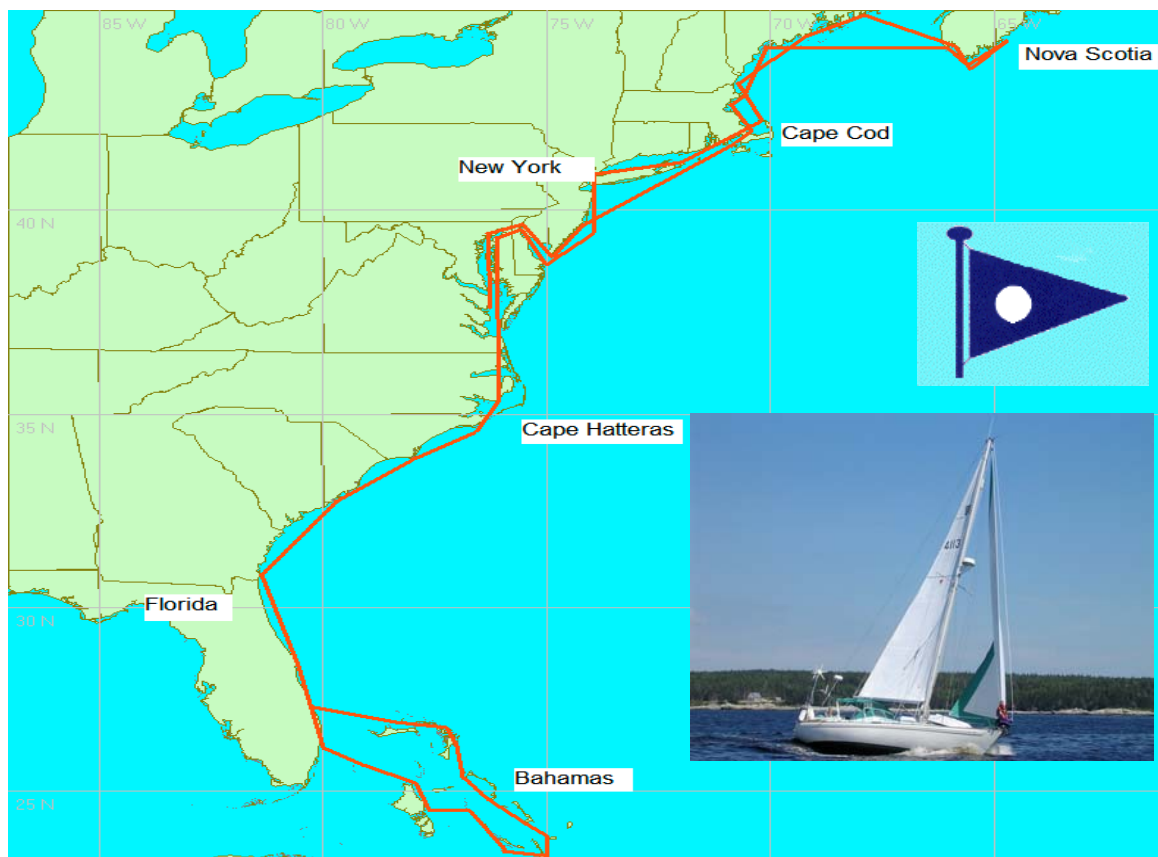 85 W
80 W
75 W
70 W
65 W
Nova Scotia
Cape Cod
New York
40 N
35 N
Cape Hatteras
4113
30 N
Florida
Bahamas
25 N